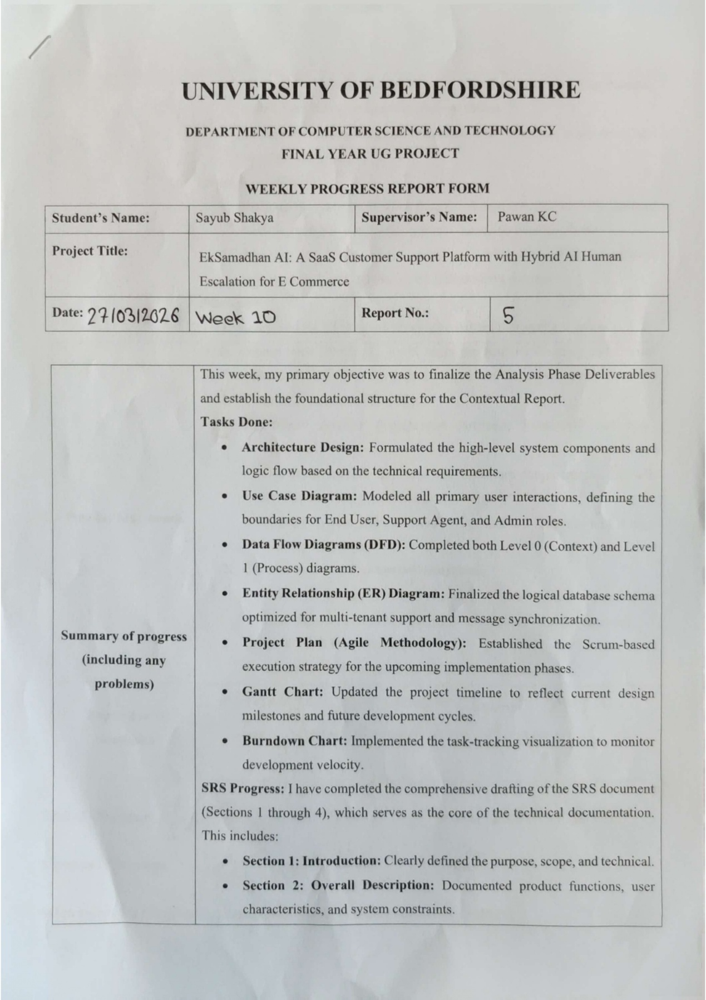 UNIVERSITY OF BEDFORDSHIRE
DEPARTMENT OF COMPUTER SCIENCE AND TECHNOLOGY
FINAL YEAR UG PROJECT
WEEKLY PROGRESS REPORT FORM
Student's Name: Sayub Shakya Supervisor's Name: Pawan KC
Project Title: EkSamadhan AI: A SaaS Customer Support Platform with Hybrid AI Human
Escalation for E Commerce
Date: 27/03/2026 Week 10 Report No.: 5
Summary of progress
(including any
problems)
This week, my primary objective was to finalize the Analysis Phase Deliverables
and establish the foundational structure for the Contextual Report.
Tasks Done:
• Architecture Design: Formulated the high-level system components and
logic flow based on the technical requirements.
• Use Case Diagram: Modeled all primary user interactions, defining the
boundaries for End User, Support Agent, and Admin roles.
• Data Flow Diagrams (DFD): Completed both Level 0 (Context) and Level
1 (Process) diagrams.
• Entity Relationship (ER) Diagram: Finalized the logical database schema
optimized for multi-tenant support and message synchronization.
• Project Plan (Agile Methodology): Established the Scrum-based
execution strategy for the upcoming implementation phases.
• Gantt Chart: Updated the project timeline to reflect current design
milestones and future development cycles.
• Burndown Chart: Implemented the task-tracking visualization to monitor
development velocity.
SRS Progress: I have completed the comprehensive drafting of the SRS document
(Sections 1 through 4), which serves as the core of the technical documentation.
This includes:
• Section 1: Introduction: Clearly defined the purpose, scope, and technical.
• Section 2: Overall Description: Documented product functions, user
characteristics, and system constraints.